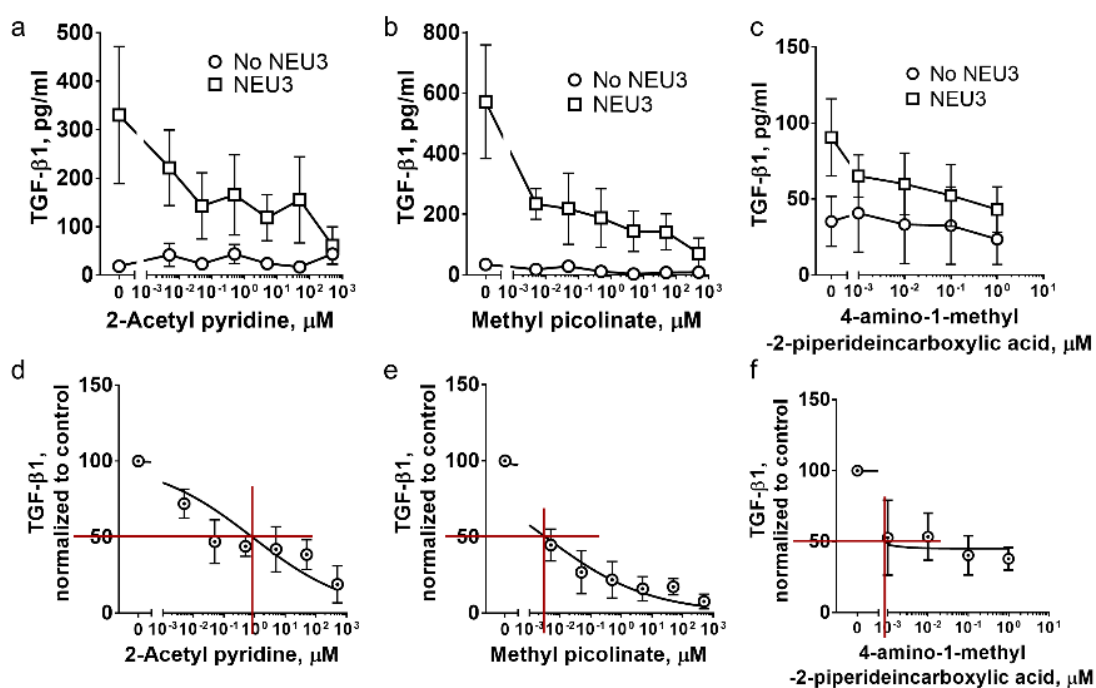 a
500
400
300
200
100
0
TGF-β1, pg/ml
No NEU3
NEU3
0 10⁻³ 10⁻² 10⁻¹ 10⁰ 10¹ 10² 10³
2-Acetyl pyridine, μM
b
800
600
400
200
0
TGF-β1, pg/ml
No NEU3
NEU3
0 10⁻³ 10⁻² 10⁻¹ 10⁰ 10¹ 10² 10³
Methyl picolinate, μM
c
150
100
50
0
TGF-β1, pg/ml
No NEU3
NEU3
0 10⁻³ 10⁻² 10⁻¹ 10⁰ 10¹
4-amino-1-methyl
-2-piperideincarboxylic acid, μM
d
150
100
50
0
TGF-β1,
normalized to control
0 10⁻³ 10⁻² 10⁻¹ 10⁰ 10¹ 10² 10³
2-Acetyl pyridine, μM
e
150
100
50
0
TGF-β1,
normalized to control
0 10⁻³ 10⁻² 10⁻¹ 10⁰ 10¹ 10² 10³
Methyl picolinate, μM
f
150
100
50
0
TGF-β1,
normalized to control
0 10⁻³ 10⁻² 10⁻¹ 10⁰ 10¹
4-amino-1-methyl
-2-piperideincarboxylic acid, μM